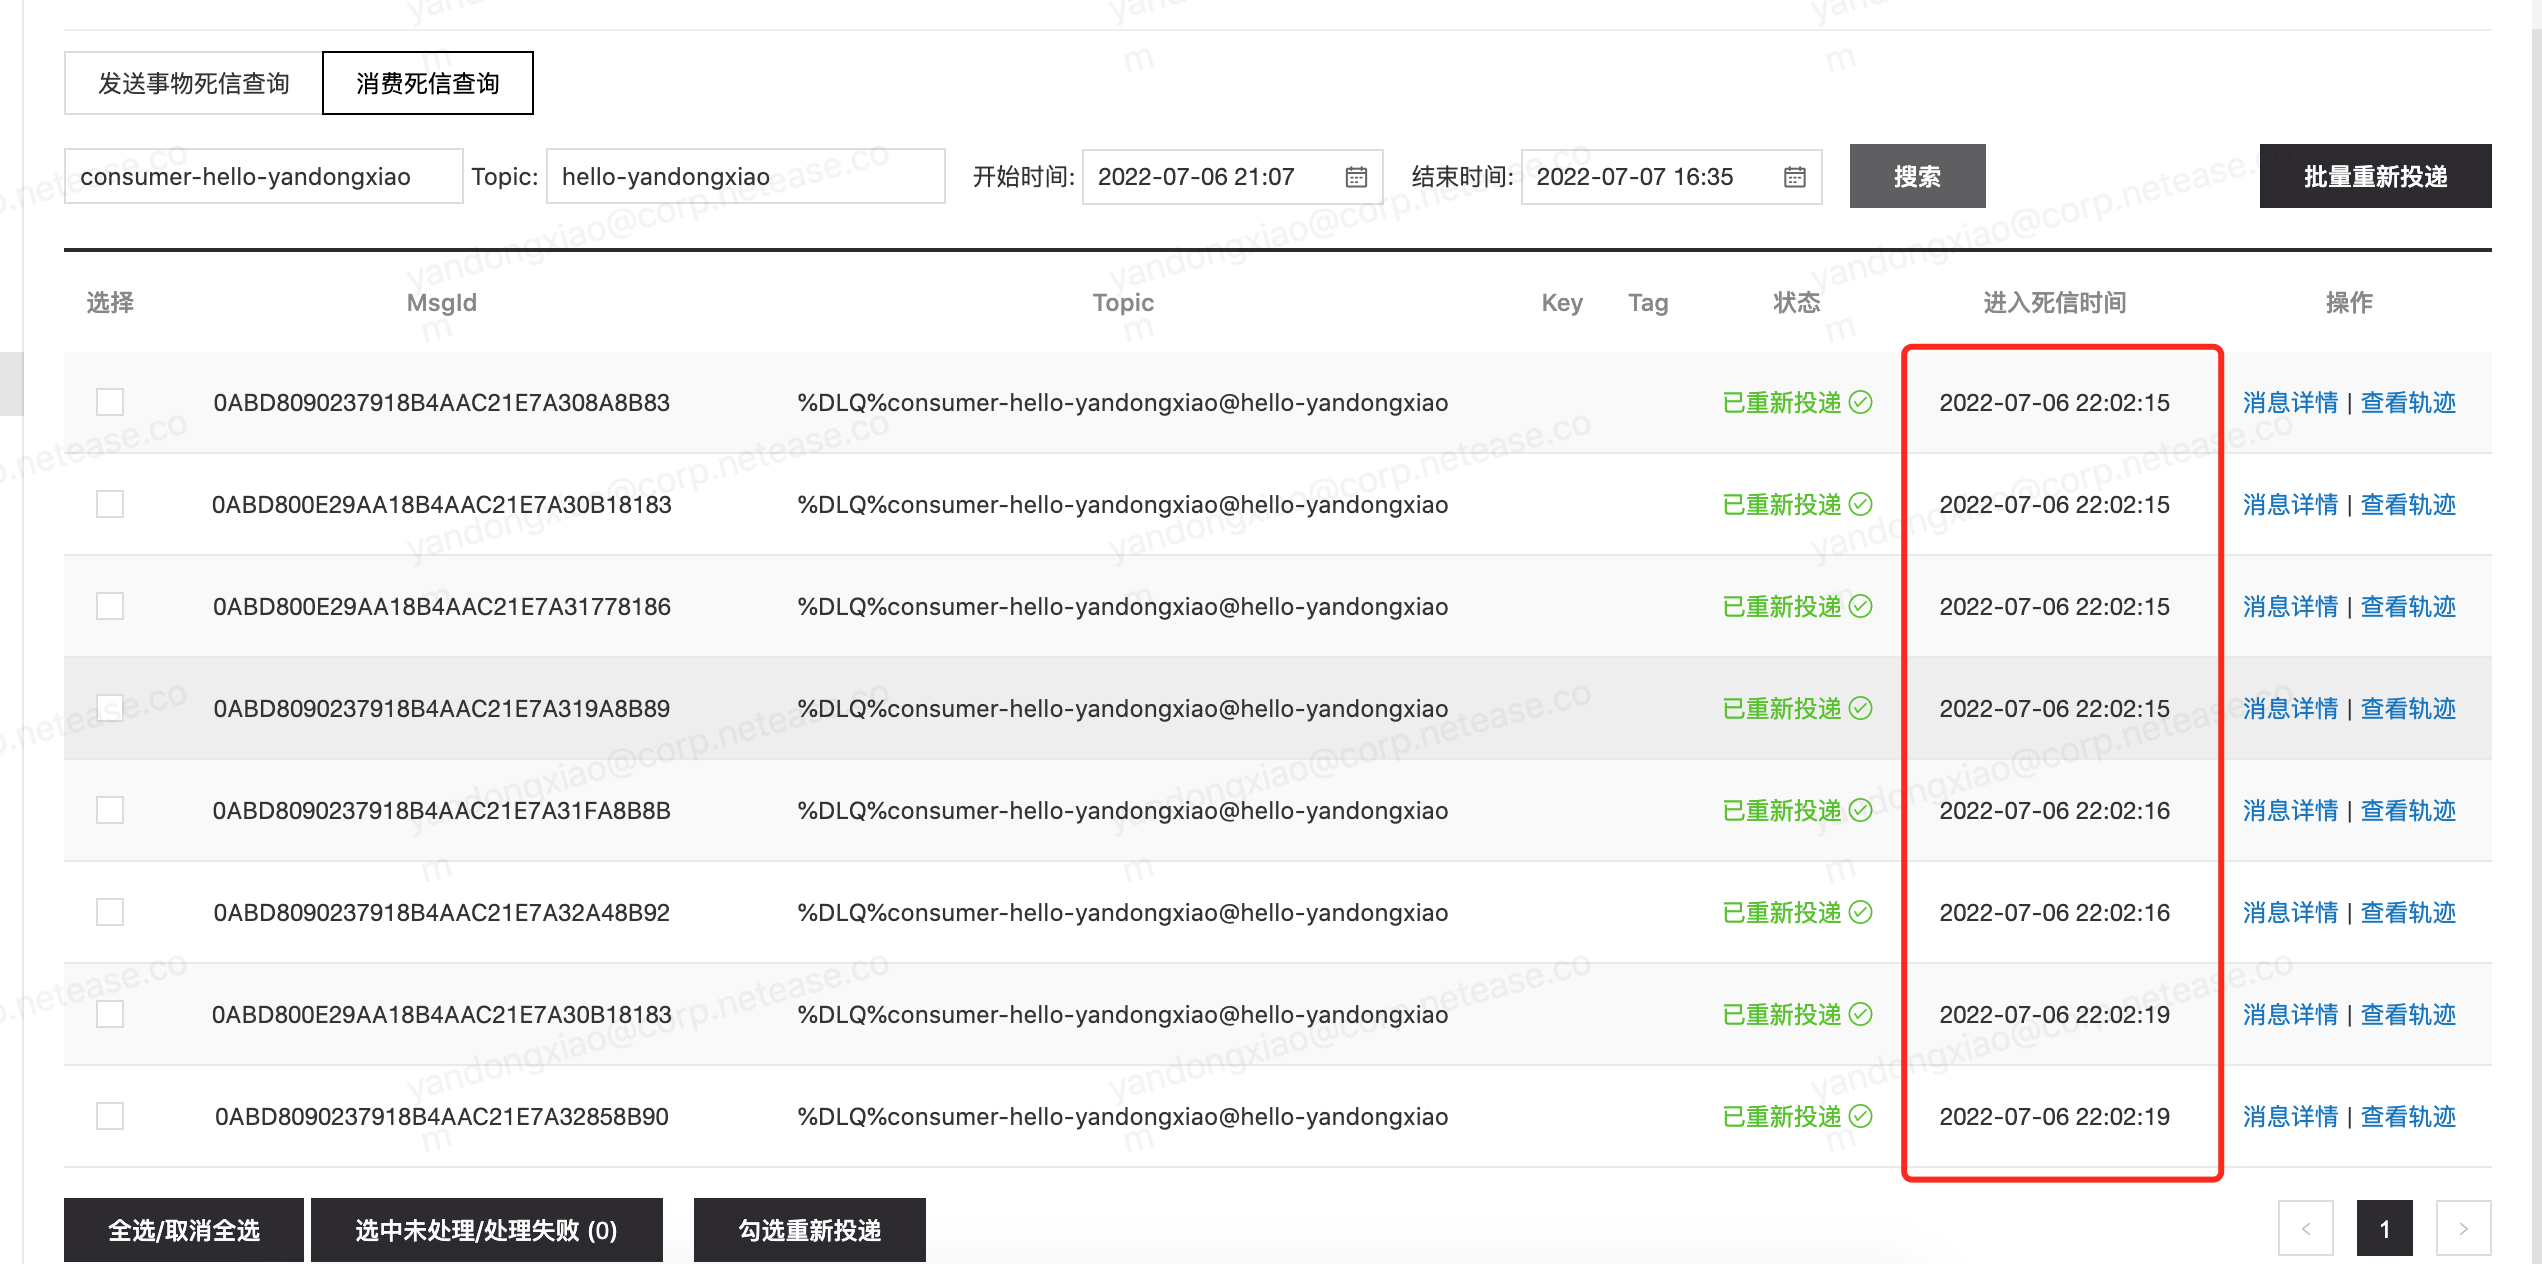 发送事物死信查询 消费死信查询
consumer-hello-yandongxiao Topic: hello-yandongxiao 开始时间: 2022-07-06 21:07 结束时间: 2022-07-07 16:35 搜索 批量重新投递
选择 MsgId Topic Key Tag 状态 进入死信时间 操作
0ABD8090237918B4AAC21E7A308A8B83 %DLQ%consumer-hello-yandongxiao@hello-yandongxiao 已重新投递 2022-07-06 22:02:15 消息详情 | 查看轨迹
0ABD800E29AA18B4AAC21E7A30B18183 %DLQ%consumer-hello-yandongxiao@hello-yandongxiao 已重新投递 2022-07-06 22:02:15 消息详情 | 查看轨迹
0ABD800E29AA18B4AAC21E7A31778186 %DLQ%consumer-hello-yandongxiao@hello-yandongxiao 已重新投递 2022-07-06 22:02:15 消息详情 | 查看轨迹
0ABD8090237918B4AAC21E7A319A8B89 %DLQ%consumer-hello-yandongxiao@hello-yandongxiao 已重新投递 2022-07-06 22:02:15 消息详情 | 查看轨迹
0ABD8090237918B4AAC21E7A31FA8B8B %DLQ%consumer-hello-yandongxiao@hello-yandongxiao 已重新投递 2022-07-06 22:02:16 消息详情 | 查看轨迹
0ABD8090237918B4AAC21E7A32A48B92 %DLQ%consumer-hello-yandongxiao@hello-yandongxiao 已重新投递 2022-07-06 22:02:16 消息详情 | 查看轨迹
0ABD800E29AA18B4AAC21E7A30B18183 %DLQ%consumer-hello-yandongxiao@hello-yandongxiao 已重新投递 2022-07-06 22:02:19 消息详情 | 查看轨迹
0ABD8090237918B4AAC21E7A32858B90 %DLQ%consumer-hello-yandongxiao@hello-yandongxiao 已重新投递 2022-07-06 22:02:19 消息详情 | 查看轨迹
全选/取消全选 选中未处理/处理失败 (0) 勾选重新投递 < 1 >
yandongxiao@corp.netease.com